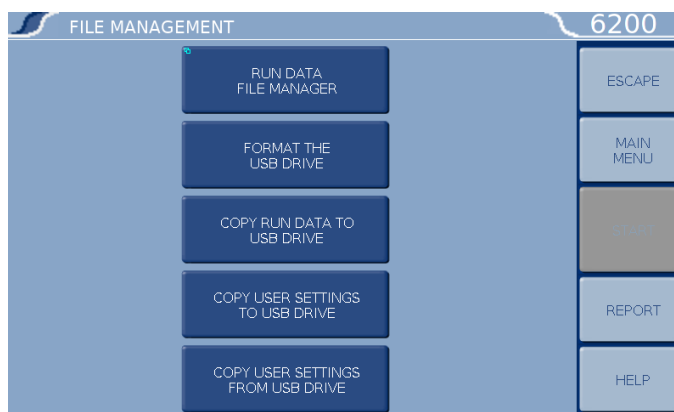 FILE MANAGEMENT
6200
RUN DATA
FILE MANAGER
FORMAT THE
USB DRIVE
COPY RUN DATA TO
USB DRIVE
COPY USER SETTINGS
TO USB DRIVE
COPY USER SETTINGS
FROM USB DRIVE
ESCAPE
MAIN
MENU
START
REPORT
HELP